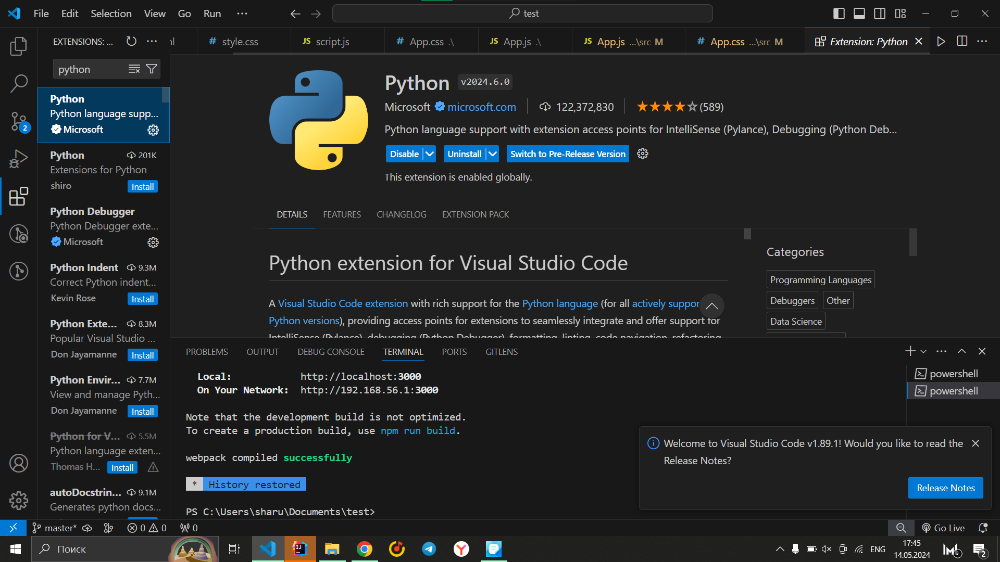 File Edit Selection View Go Run ···
test
EXTENSIONS: ...
style.css
JS script.js
App.css .\
JS App.js .\
JS App.js ...\src M
App.css ...\src M
Extension: Python
python
Python
Python language supp...
Microsoft
Python 201K
Extensions for Python
shiro Install
Python Debugger
Python Debugger exte...
Microsoft
Python Indent 9.3M
Correct Python indent...
Kevin Rose Install
Python Exte... 8.3M
Popular Visual Studio ...
Don Jayamanne Install
Python Envir... 7.7M
View and manage Pyth...
Don Jayamanne Install
Python for V... 5.5M
Python language exten...
Thomas H... Install
autoDocstrin... 9.1M
Generates python docs...
2
Python v2024.6.0
Microsoft microsoft.com 122,372,830 (589)
Python language support with extension access points for IntelliSense (Pylance), Debugging (Python Deb...
Disable Uninstall Switch to Pre-Release Version
This extension is enabled globally.
DETAILS FEATURES CHANGELOG EXTENSION PACK
Python extension for Visual Studio Code
A Visual Studio Code extension with rich support for the Python language (for all actively suppor
Python versions), providing access points for extensions to seamlessly integrate and offer support for
IntelliSense (Pylance), debugging (Python Debugger), formatting, linting, code navigation, refactoring,
Categories
Programming Languages
Debuggers Other
Data Science
PROBLEMS OUTPUT DEBUG CONSOLE TERMINAL PORTS GITLENS
Local: http://localhost:3000
On Your Network: http://192.168.56.1:3000
Note that the development build is not optimized.
To create a production build, use npm run build.
webpack compiled successfully
* History restored
PS C:\Users\sharu\Documents\test>
powershell
powershell
Welcome to Visual Studio Code v1.89.1! Would you like to read the
Release Notes?
Release Notes
master* 0 0 0 Go Live
Поиск
IJ
ENG
17:45
14.05.2024
2